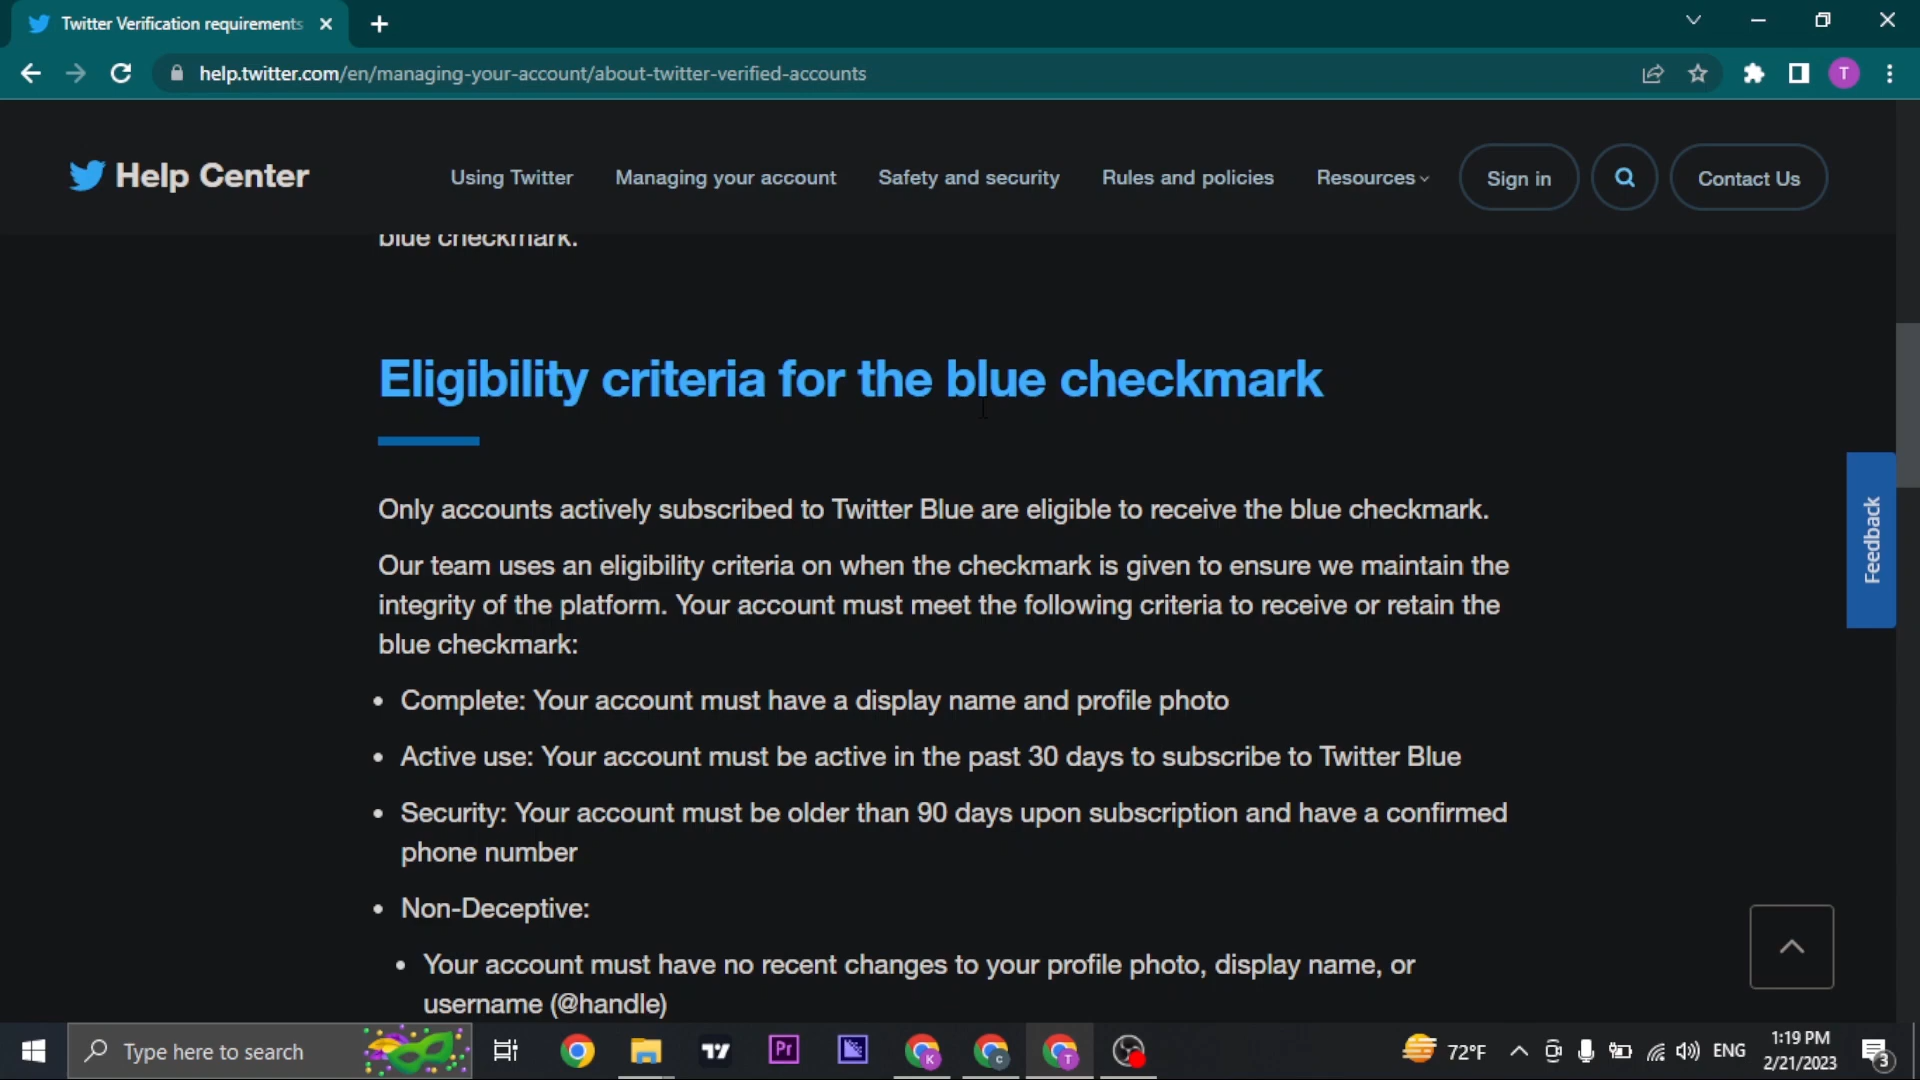 Twitter Verification requirements
help.twitter.com/en/managing-your-account/about-twitter-verified-accounts
T
Help Center
Using Twitter
Managing your account
Safety and security
Rules and policies
Resources
Sign in
Contact Us
blue checkmark.
Eligibility criteria for the blue checkmark
Only accounts actively subscribed to Twitter Blue are eligible to receive the blue checkmark.
Our team uses an eligibility criteria on when the checkmark is given to ensure we maintain the
integrity of the platform. Your account must meet the following criteria to receive or retain the
blue checkmark:
• Complete: Your account must have a display name and profile photo
• Active use: Your account must be active in the past 30 days to subscribe to Twitter Blue
• Security: Your account must be older than 90 days upon subscription and have a confirmed
phone number
• Non-Deceptive:
• Your account must have no recent changes to your profile photo, display name, or
username (@handle)
Feedback
Type here to search
Pr
K
C
T
72°F
ENG
1:19 PM
2/21/2023
3